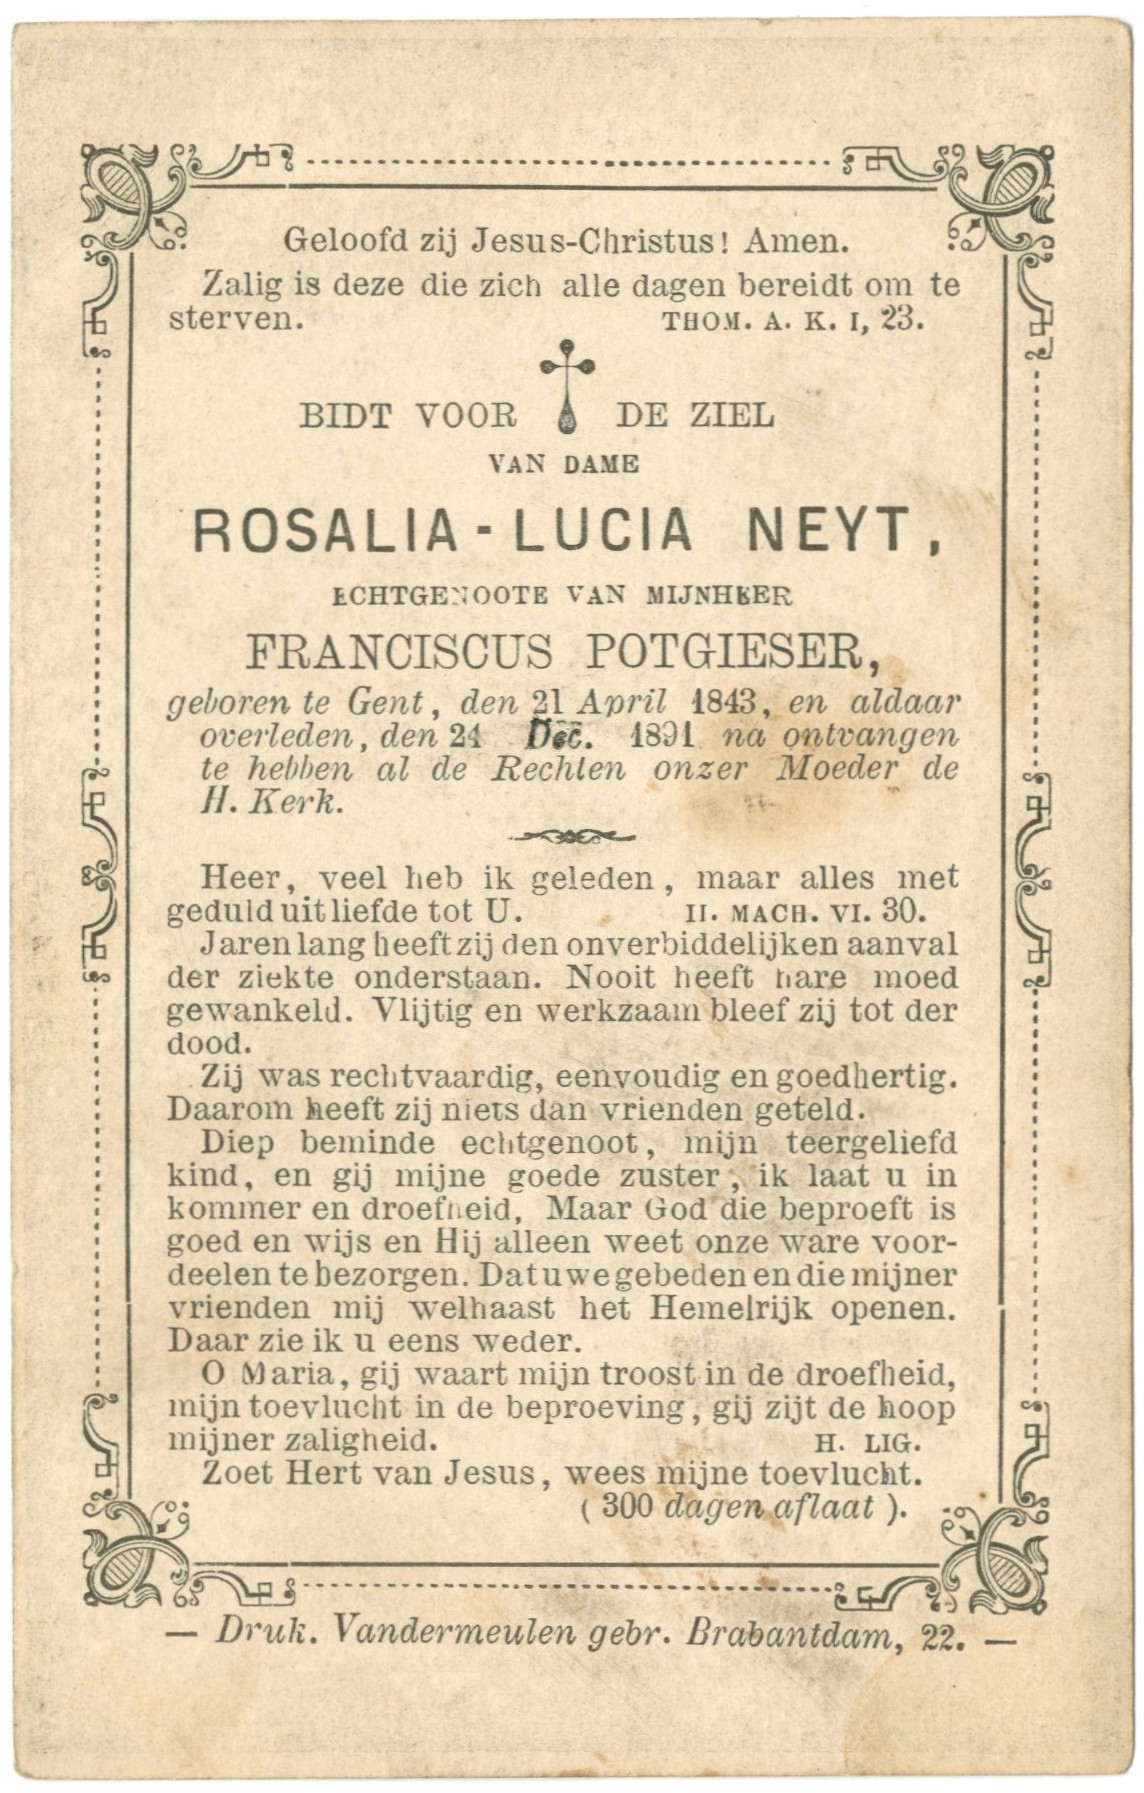 Geloofd zij Jesus-Christus! Amen.
Zalig is deze die zich alle dagen bereidt om te
sterven. THOM. A. K. I, 23.
BIDT VOOR DE ZIEL
VAN DAME
ROSALIA-LUCIA NEYT,
ECHTGENOOTE VAN MIJNHEER
FRANCISCUS POTGIESER,
geboren te Gent, den 21 April 1843, en aldaar
overleden, den 24 Dec. 1891 na ontvangen
te hebben al de Rechten onzer Moeder de
H. Kerk.
Heer, veel heb ik geleden, maar alles met
geduld uit liefde tot U. II. MACH. VI. 30.
Jaren lang heeft zij den onverbiddelijken aanval
der ziekte onderstaan. Nooit heeft hare moed
gewankeld. Vlijtig en werkzaam bleef zij tot der
dood.
Zij was rechtvaardig, eenvoudig en goedhertig.
Daarom heeft zij niets dan vrienden geteld.
Diep beminde echtgenoot, mijn teergeliefd
kind, en gij mijne goede zuster, ik laat u in
kommer en droefheid, Maar God die beproeft is
goed en wijs en Hij alleen weet onze ware voor-
deelen te bezorgen. Dat uwe gebeden en die mijner
vrienden mij welhaast het Hemelrijk openen.
Daar zie ik u eens weder.
O Maria, gij waart mijn troost in de droefheid,
mijn toevlucht in de beproeving, gij zijt de hoop
mijner zaligheid. H. LIG.
Zoet Hert van Jesus, wees mijne toevlucht.
(300 dagen aflaat).
— Druk. Vandermeulen gebr. Brabantdam, 22. —